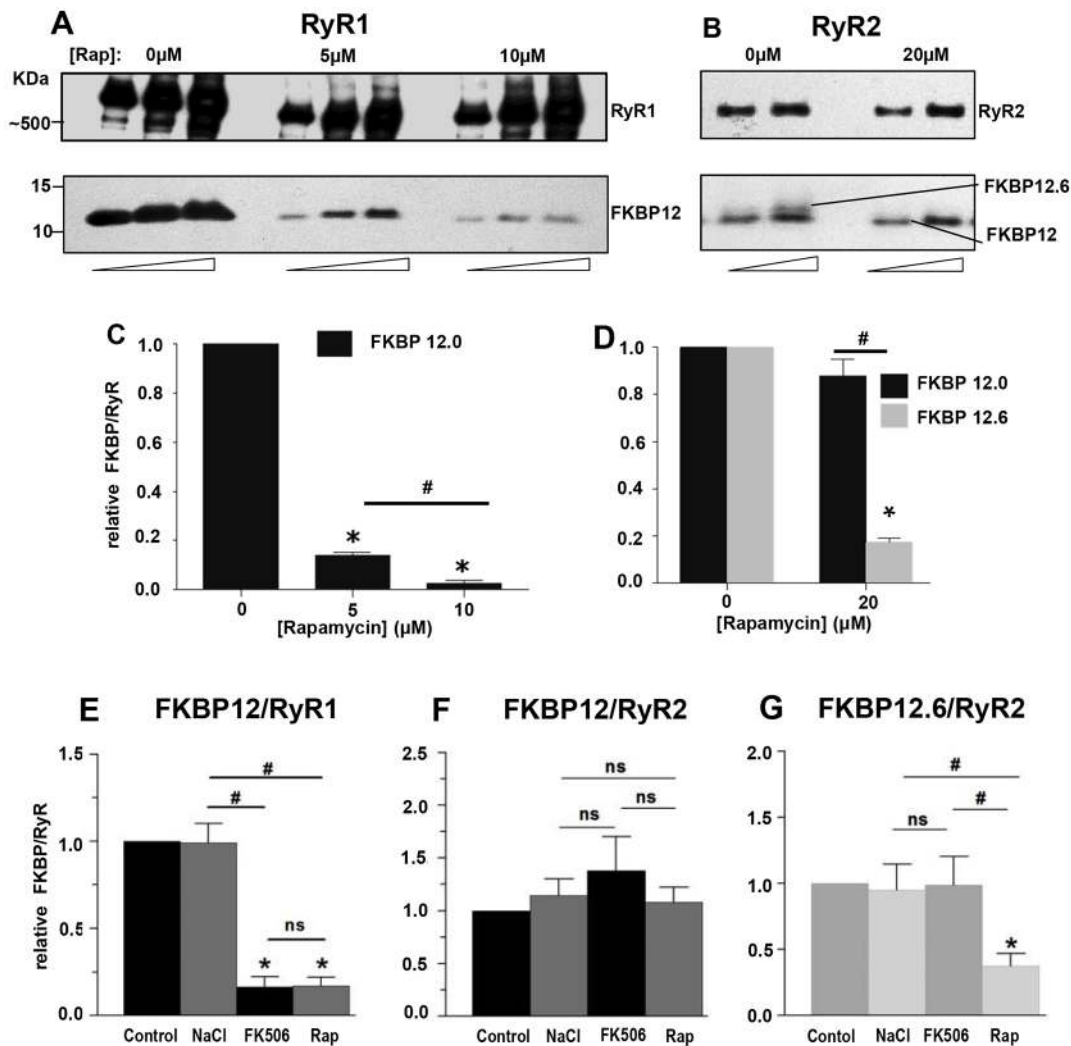 A
RyR1
[Rap]: 0µM 5µM 10µM
KDa
~500
RyR1
15
10
FKBP12
B
RyR2
0µM 20µM
RyR2
FKBP12.6
FKBP12
C
FKBP 12.0
1.0
0.8
0.6
0.4
0.2
0.0
relative FKBP/RyR
#
* *
0 5 10
[Rapamycin] (µM)
D
#
FKBP 12.0
FKBP 12.6
1.0
0.8
0.6
0.4
0.2
0.0
*
0 20
[Rapamycin] (µM)
E FKBP12/RyR1
1.5
1.0
0.5
0.0
relative FKBP/RyR
#
#
ns
* *
Control NaCl FK506 Rap
F FKBP12/RyR2
2.5
2.0
1.5
1.0
0.5
0.0
ns
ns ns
Control NaCl FK506 Rap
G FKBP12.6/RyR2
2.0
1.5
1.0
0.5
0.0
#
ns #
*
Contol NaCl FK506 Rap